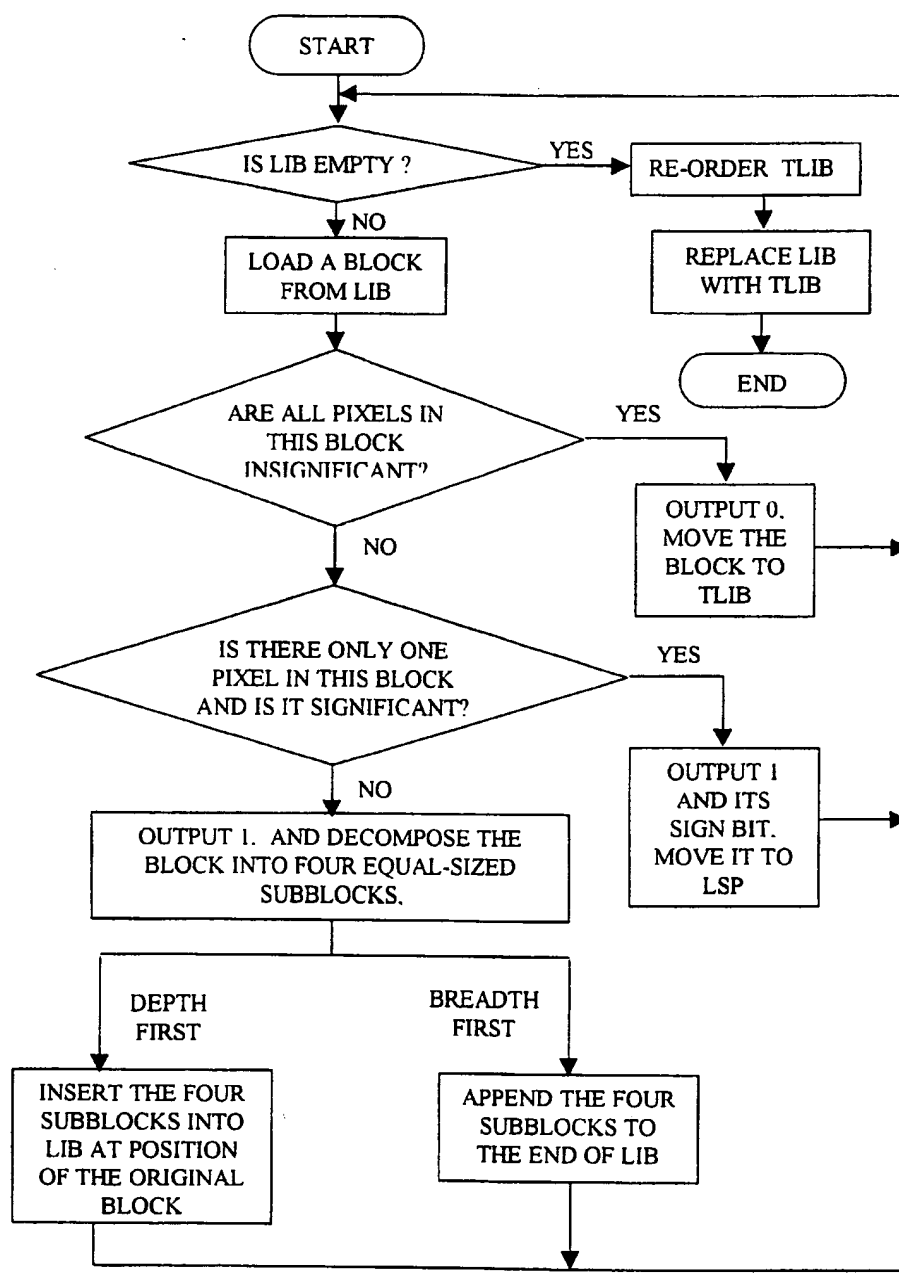 START
IS LIB EMPTY ?
YES
RE-ORDER TLIB
NO
LOAD A BLOCK
FROM LIB
REPLACE LIB
WITH TLIB
END
ARE ALL PIXELS IN
THIS BLOCK
INSIGNIFICANT?
YES
OUTPUT 0.
MOVE THE
BLOCK TO
TLIB
NO
IS THERE ONLY ONE
PIXEL IN THIS BLOCK
AND IS IT SIGNIFICANT?
YES
OUTPUT 1
AND ITS
SIGN BIT.
MOVE IT TO
LSP
NO
OUTPUT 1. AND DECOMPOSE THE
BLOCK INTO FOUR EQUAL-SIZED
SUBBLOCKS.
DEPTH
FIRST
BREADTH
FIRST
INSERT THE FOUR
SUBBLOCKS INTO
LIB AT POSITION
OF THE ORIGINAL
BLOCK
APPEND THE FOUR
SUBBLOCKS TO
THE END OF LIB